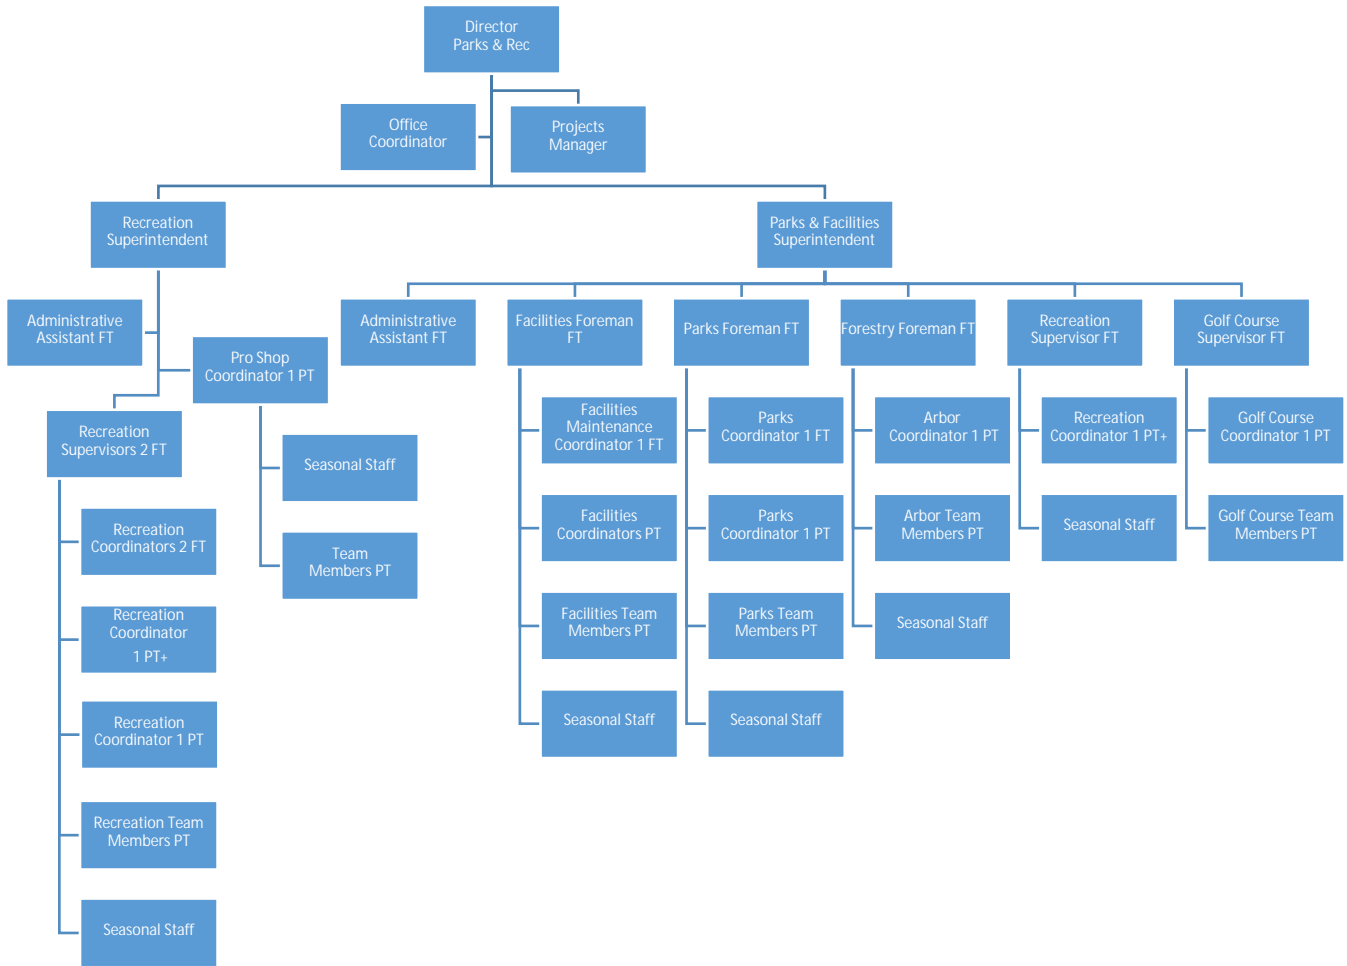 Director
Parks & Rec
Office
Coordinator
Projects
Manager
Recreation
Superintendent
Parks & Facilities
Superintendent
Administrative
Assistant FT
Pro Shop
Coordinator 1 PT
Recreation
Supervisors 2 FT
Seasonal Staff
Team
Members PT
Recreation
Coordinators 2 FT
Recreation
Coordinator
1 PT+
Recreation
Coordinator 1 PT
Recreation Team
Members PT
Seasonal Staff
Administrative
Assistant FT
Facilities Foreman
FT
Parks Foreman FT
Forestry Foreman FT
Recreation
Supervisor FT
Golf Course
Supervisor FT
Facilities
Maintenance
Coordinator 1 FT
Facilities
Coordinators PT
Facilities Team
Members PT
Seasonal Staff
Parks
Coordinator 1 FT
Parks
Coordinator 1 PT
Parks Team
Members PT
Seasonal Staff
Arbor
Coordinator 1 PT
Arbor Team
Members PT
Seasonal Staff
Recreation
Coordinator 1 PT+
Seasonal Staff
Golf Course
Coordinator 1 PT
Golf Course Team
Members PT